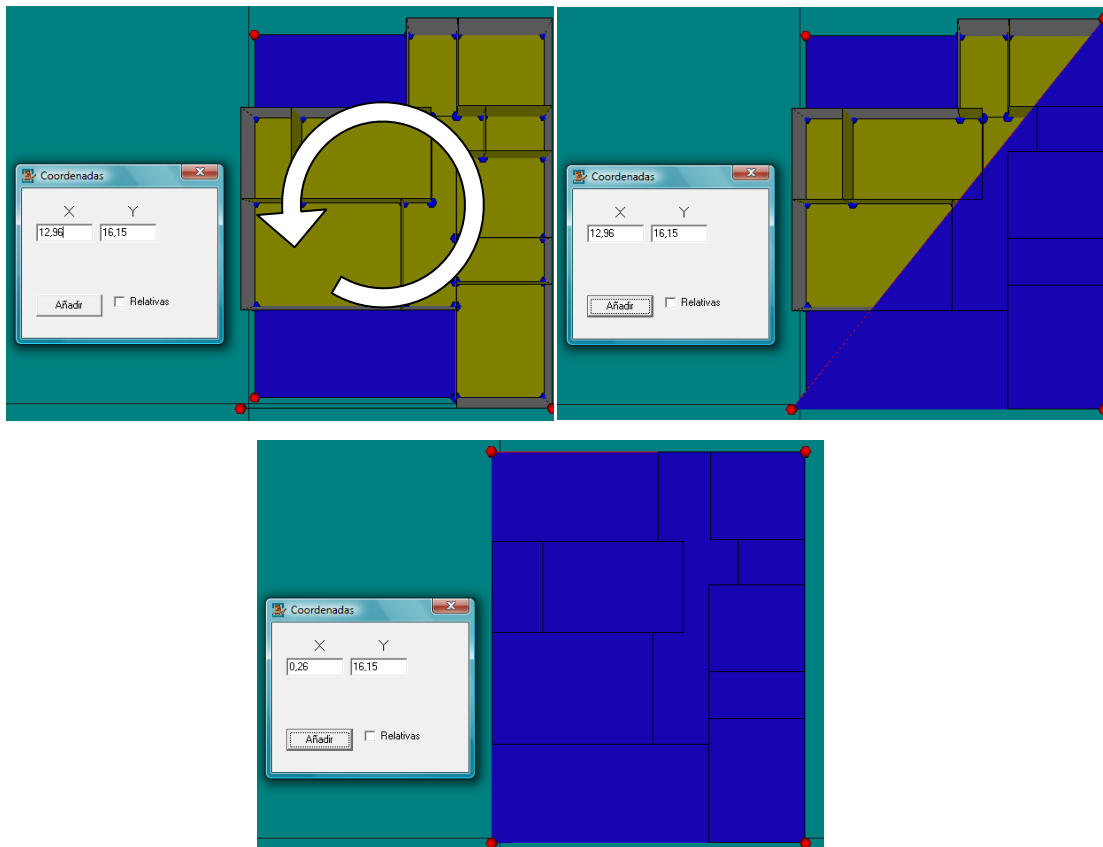 Coordenadas
X Y
12,96 16,15
Añadir Relativas
Coordenadas
X Y
12,96 16,15
Añadir Relativas
Coordenadas
X Y
0,26 16,15
Añadir Relativas